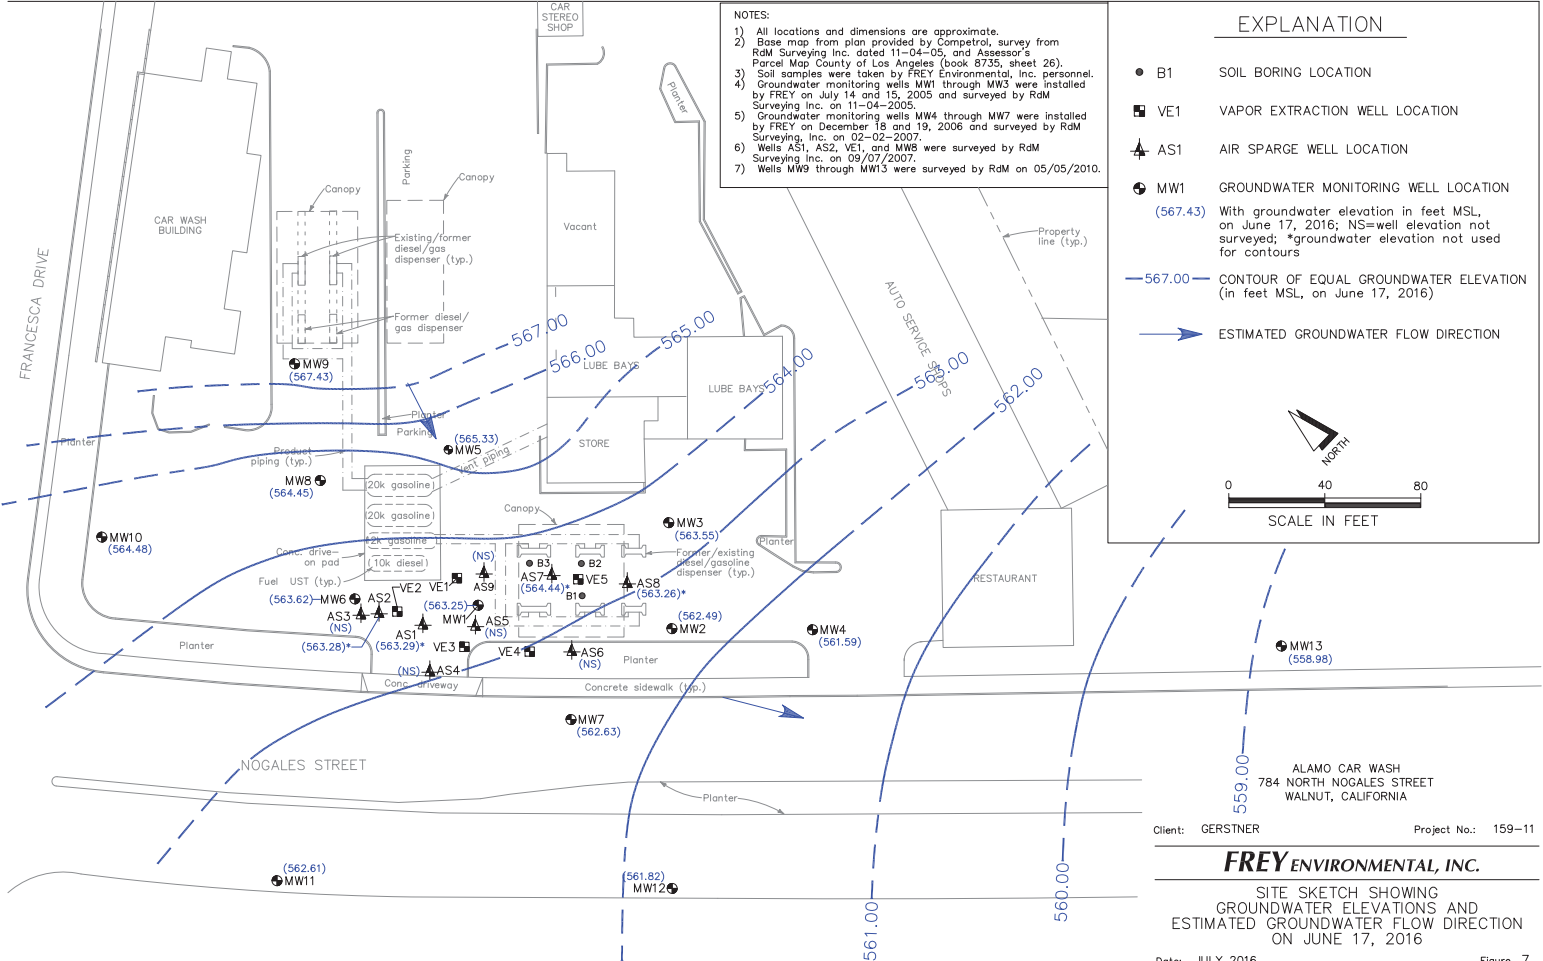 CAR
STEREO
SHOP
NOTES:
1) All locations and dimensions are approximate.
2) Base map from plan provided by Competrol, survey from
RdM Surveying Inc. dated 11-04-05, and Assessor's
Parcel Map County of Los Angeles (book 8735, sheet 26).
3) Soil samples were taken by FREY Environmental, Inc. personnel.
4) Groundwater monitoring wells MW1 through MW3 were installed
by FREY on July 14 and 15, 2005 and surveyed by RdM
Surveying Inc. on 11-04-2005.
5) Groundwater monitoring wells MW4 through MW7 were installed
by FREY on December 18 and 19, 2006 and surveyed by RdM
Surveying, Inc. on 02-02-2007.
6) Wells AS1, AS2, VE1, and MW8 were surveyed by RdM
Surveying Inc. on 09/07/2007.
7) Wells MW9 through MW13 were surveyed by RdM on 05/05/2010.
EXPLANATION
B1 SOIL BORING LOCATION
VE1 VAPOR EXTRACTION WELL LOCATION
AS1 AIR SPARGE WELL LOCATION
MW1 GROUNDWATER MONITORING WELL LOCATION
(567.43) With groundwater elevation in feet MSL,
on June 17, 2016; NS=well elevation not
surveyed; *groundwater elevation not used
for contours
567.00 CONTOUR OF EQUAL GROUNDWATER ELEVATION
(in feet MSL, on June 17, 2016)
ESTIMATED GROUNDWATER FLOW DIRECTION
NORTH
0 40 80
SCALE IN FEET
Planter
Parking
Canopy
Canopy
CAR WASH
BUILDING
Vacant
Property
line (typ.)
Existing/former
diesel/gas
dispenser (typ.)
FRANCESCA DRIVE
AUTO SERVICE SHOPS
Former diesel/
gas dispenser
567.00
566.00
565.00
564.00
563.00
562.00
MW9
(567.43)
LUBE BAYS
LUBE BAYS
Planter
Parking
Planter
(565.33)
MW5
STORE
Product
piping (typ.)
Vent piping
MW8
(564.45)
20k gasoline
20k gasoline
12k gasoline
10k diesel
Canopy
MW3
(563.55)
MW10
(564.48)
Conc. drive-
on pad
Planter
Former/existing
diesel/gasoline
dispenser (typ.)
Fuel UST (typ.)
(NS)
AS9
B3
B2
AS7
(564.44)*
VE5
B1
AS8
(563.26)*
RESTAURANT
VE1
VE2
(563.62)
MW6
AS2
AS3
(NS)
(563.25)
MW1
AS5
(NS)
AS1
(563.29)*
(563.28)*
(562.49)
MW2
MW4
(561.59)
MW13
(558.98)
Planter
VE3
VE4
AS6
(NS)
Planter
(NS)
AS4
Conc. driveway
Concrete sidewalk (typ.)
MW7
(562.63)
NOGALES STREET
Planter
559.00
ALAMO CAR WASH
784 NORTH NOGALES STREET
WALNUT, CALIFORNIA
Client: GERSTNER Project No.: 159-11
FREY ENVIRONMENTAL, INC.
(562.61)
MW11
(561.82)
MW12
561.00
560.00
SITE SKETCH SHOWING
GROUNDWATER ELEVATIONS AND
ESTIMATED GROUNDWATER FLOW DIRECTION
ON JUNE 17, 2016
Date: JULY 2016 Figure 7